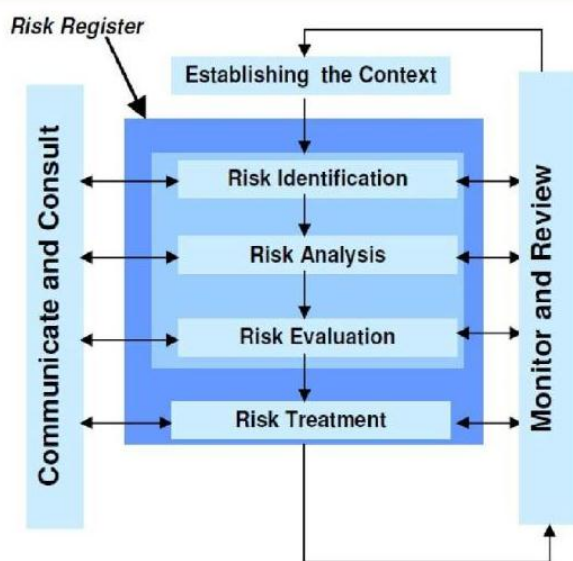 Risk Register
Establishing the Context
Communicate and Consult
Risk Identification
Risk Analysis
Risk Evaluation
Risk Treatment
Monitor and Review